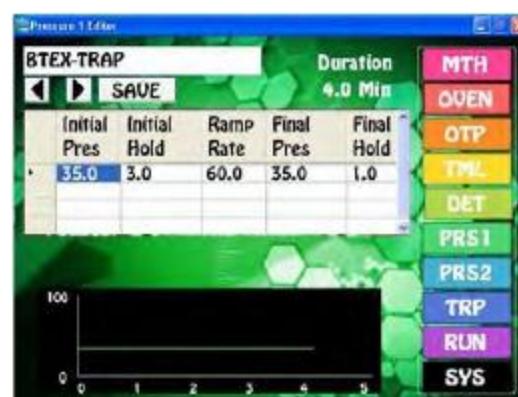 Pressure 1 Editor
BTEX-TRAP
Duration
SAVE
4.0 Min
Initial Pres Initial Hold Ramp Rate Final Pres Final Hold
35.0 3.0 60.0 35.0 1.0
MTH
OVEN
OTP
TML
DET
PRS1
PRS2
TRP
RUN
SYS
100
0
0 1 2 3 4 5